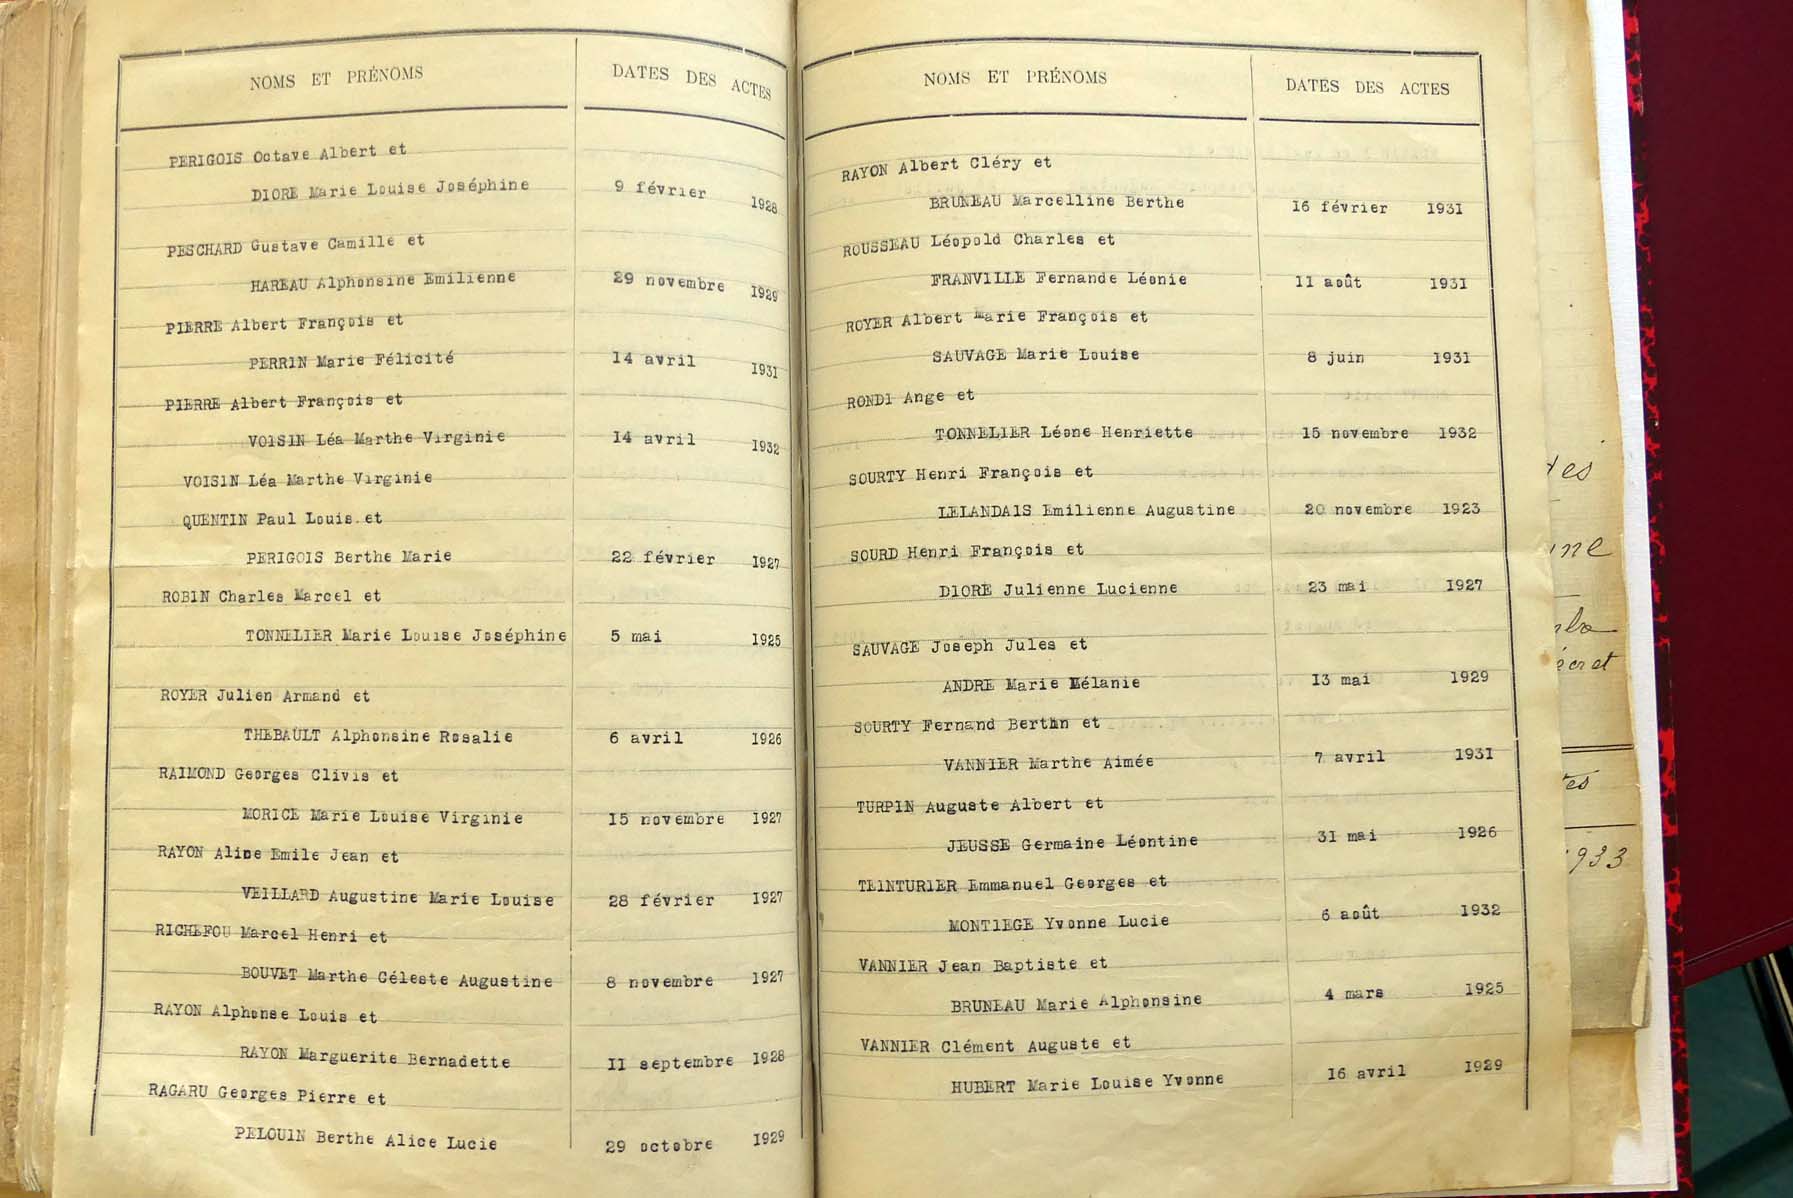 NOMS ET PRÉNOMS DATES DES ACTES
PERIGOIS Octave Albert et
DIORE Marie Louise Joséphine 9 février 1928
PESCHARD Gustave Camille et
HAREAU Alphonsine Emilienne 29 novembre 1929
PIERRE Albert François et
PERRIN Marie Félicité 14 avril 1931
PIERRE Albert François et
VOISIN Léa Marthe Virginie 14 avril 1932
VOISIN Léa Marthe Virginie
QUENTIN Paul Louis et
PERIGOIS Berthe Marie 22 février 1927
ROBIN Charles Marcel et
TONNELIER Marie Louise Joséphine 5 mai 1925
ROYER Julien Armand et
THEBAULT Alphonsine Rosalie 6 avril 1926
RAIMOND Georges Clivis et
MORICE Marie Louise Virginie 15 novembre 1927
RAYON Alice Emile Jean et
VEILLARD Augustine Marie Louise 28 février 1927
RICHEFOU Marcel Henri et
BOUVET Marthe Céleste Augustine 8 novembre 1927
RAYON Alphonse Louis et
RAYON Marguerite Bernadette 11 septembre 1928
RAGARU Georges Pierre et
PELOUIN Berthe Alice Lucie 29 octobre 1929
NOMS ET PRÉNOMS DATES DES ACTES
RAYON Albert Cléry et
BRUNEAU Marcelline Berthe 16 février 1931
ROUSSEAU Léopold Charles et
FRANVILLE Fernande Léonie 11 août 1931
ROYER Albert Marie François et
SAUVAGE Marie Louise 8 juin 1931
RONDI Ange et
TONNELIER Léone Henriette 15 novembre 1932
SOURTY Henri François et
LELANDAIS Emilienne Augustine 20 novembre 1923
SOURD Henri François et
DIORE Julienne Lucienne 23 mai 1927
SAUVAGE Joseph Jules et
ANDRE Marie Mélanie 13 mai 1929
SOURTY Fernand Bertin et
VANNIER Marthe Aimée 7 avril 1931
TURPIN Auguste Albert et
JEUSSE Germaine Léontine 31 mai 1926
TEINTURIER Emmanuel Georges et
MONTIEGE Yvonne Lucie 6 août 1932
VANNIER Jean Baptiste et
BRUNEAU Marie Alphonsine 4 mars 1925
VANNIER Clément Auguste et
HUBERT Marie Louise Yvonne 16 avril 1929